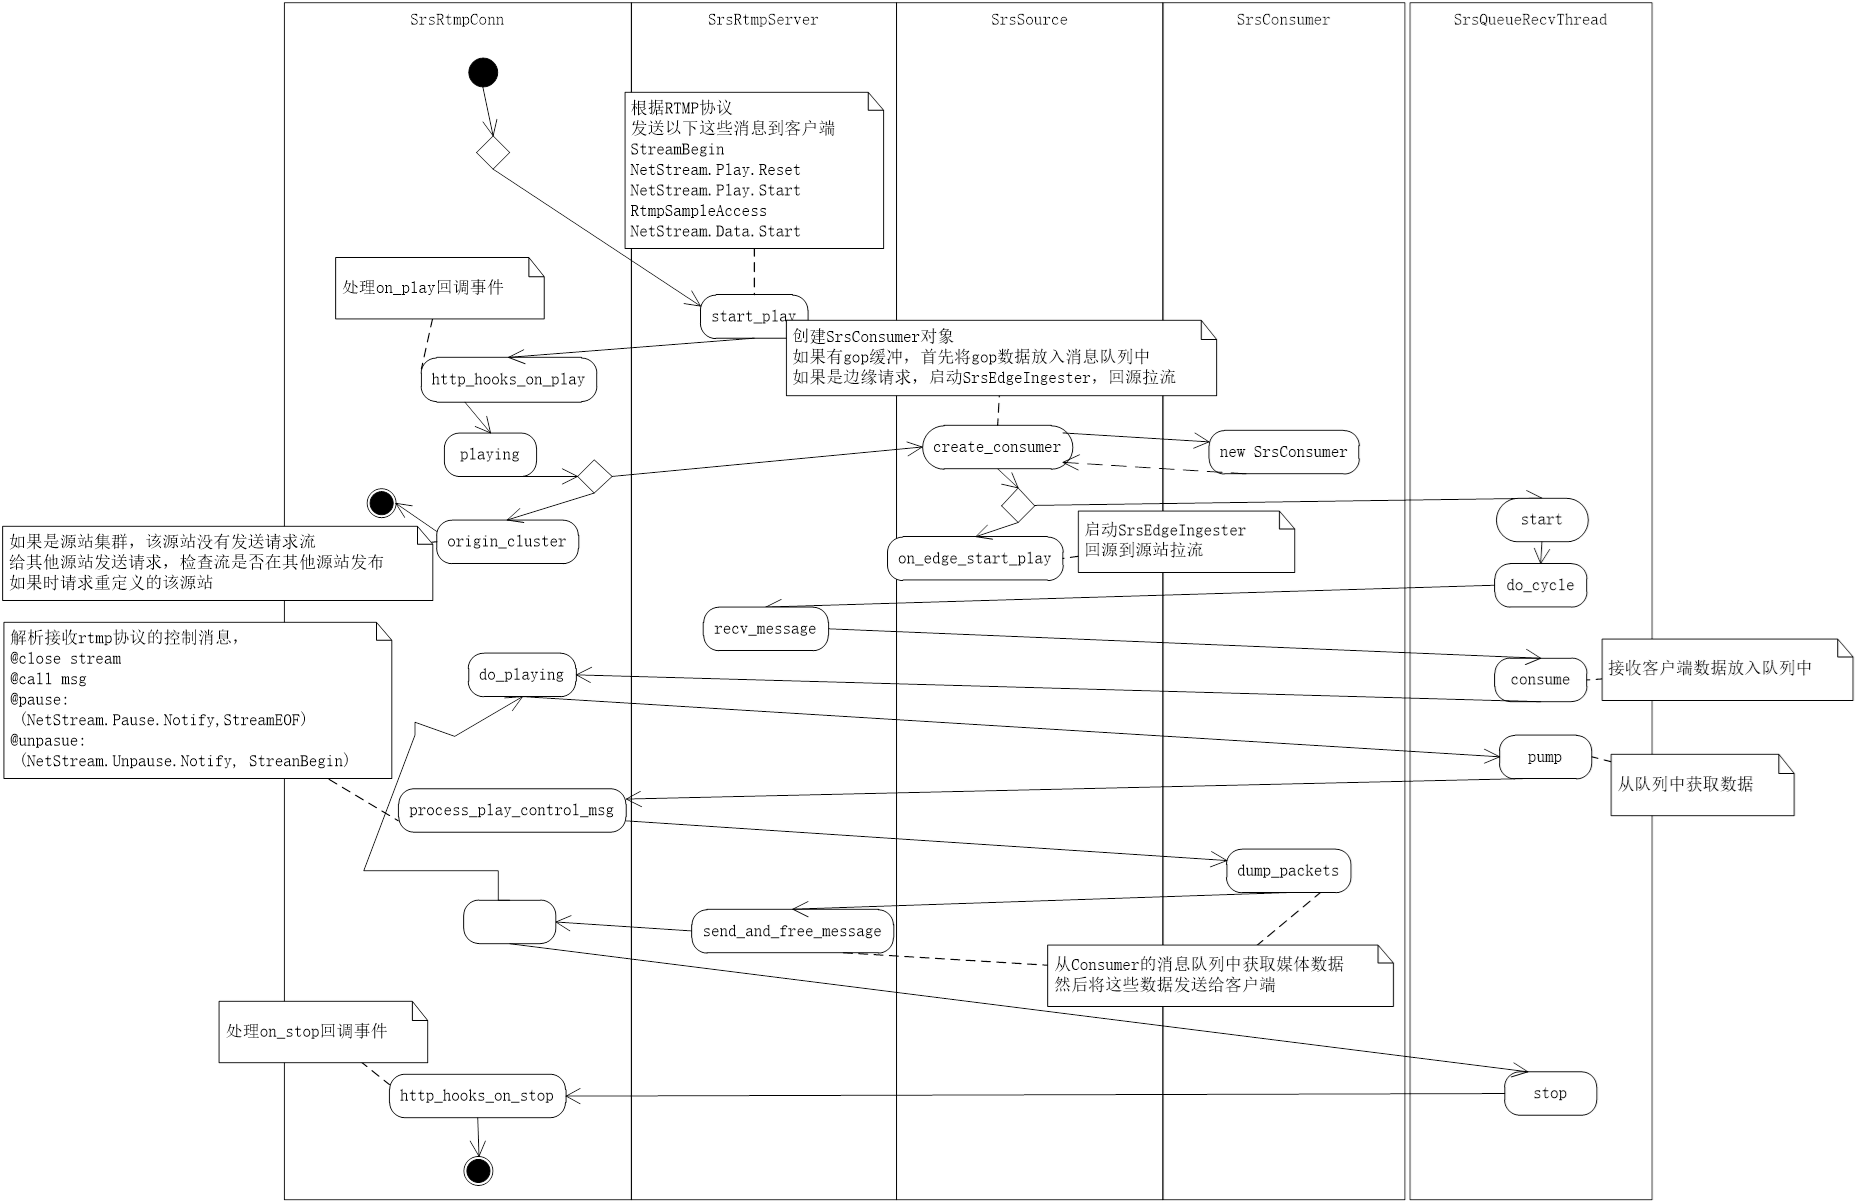 SrsRtmpConn
SrsRtmpServer
SrsSource
SrsConsumer
SrsQueueRecvThread
根据RTMP协议
发送以下这些消息到客户端
StreamBegin
NetStream.Play.Reset
NetStream.Play.Start
RtmpSampleAccess
NetStream.Data.Start
处理on_play回调事件
start_play
创建SrsConsumer对象
如果有gop缓冲，首先将gop数据放入消息队列中
如果是边缘请求，启动SrsEdgeIngester，回源拉流
http_hooks_on_play
playing
create_consumer
new SrsConsumer
start
origin_cluster
如果是源站集群，该源站没有发送请求流
给其他源站发送请求，检查流是否在其他源站发布
如果时请求重定义的该源站
启动SrsEdgeIngester
回源到源站拉流
on_edge_start_play
do_cycle
recv_message
解析接收rtmp协议的控制消息，
@close stream
@call msg
@pause:
(NetStream.Pause.Notify,StreamEOF)
@unpasue:
(NetStream.Unpause.Notify, StreanBegin)
do_playing
consume
接收客户端数据放入队列中
pump
从队列中获取数据
process_play_control_msg
dump_packets
send_and_free_message
从Consumer的消息队列中获取媒体数据
然后将这些数据发送给客户端
处理on_stop回调事件
http_hooks_on_stop
stop